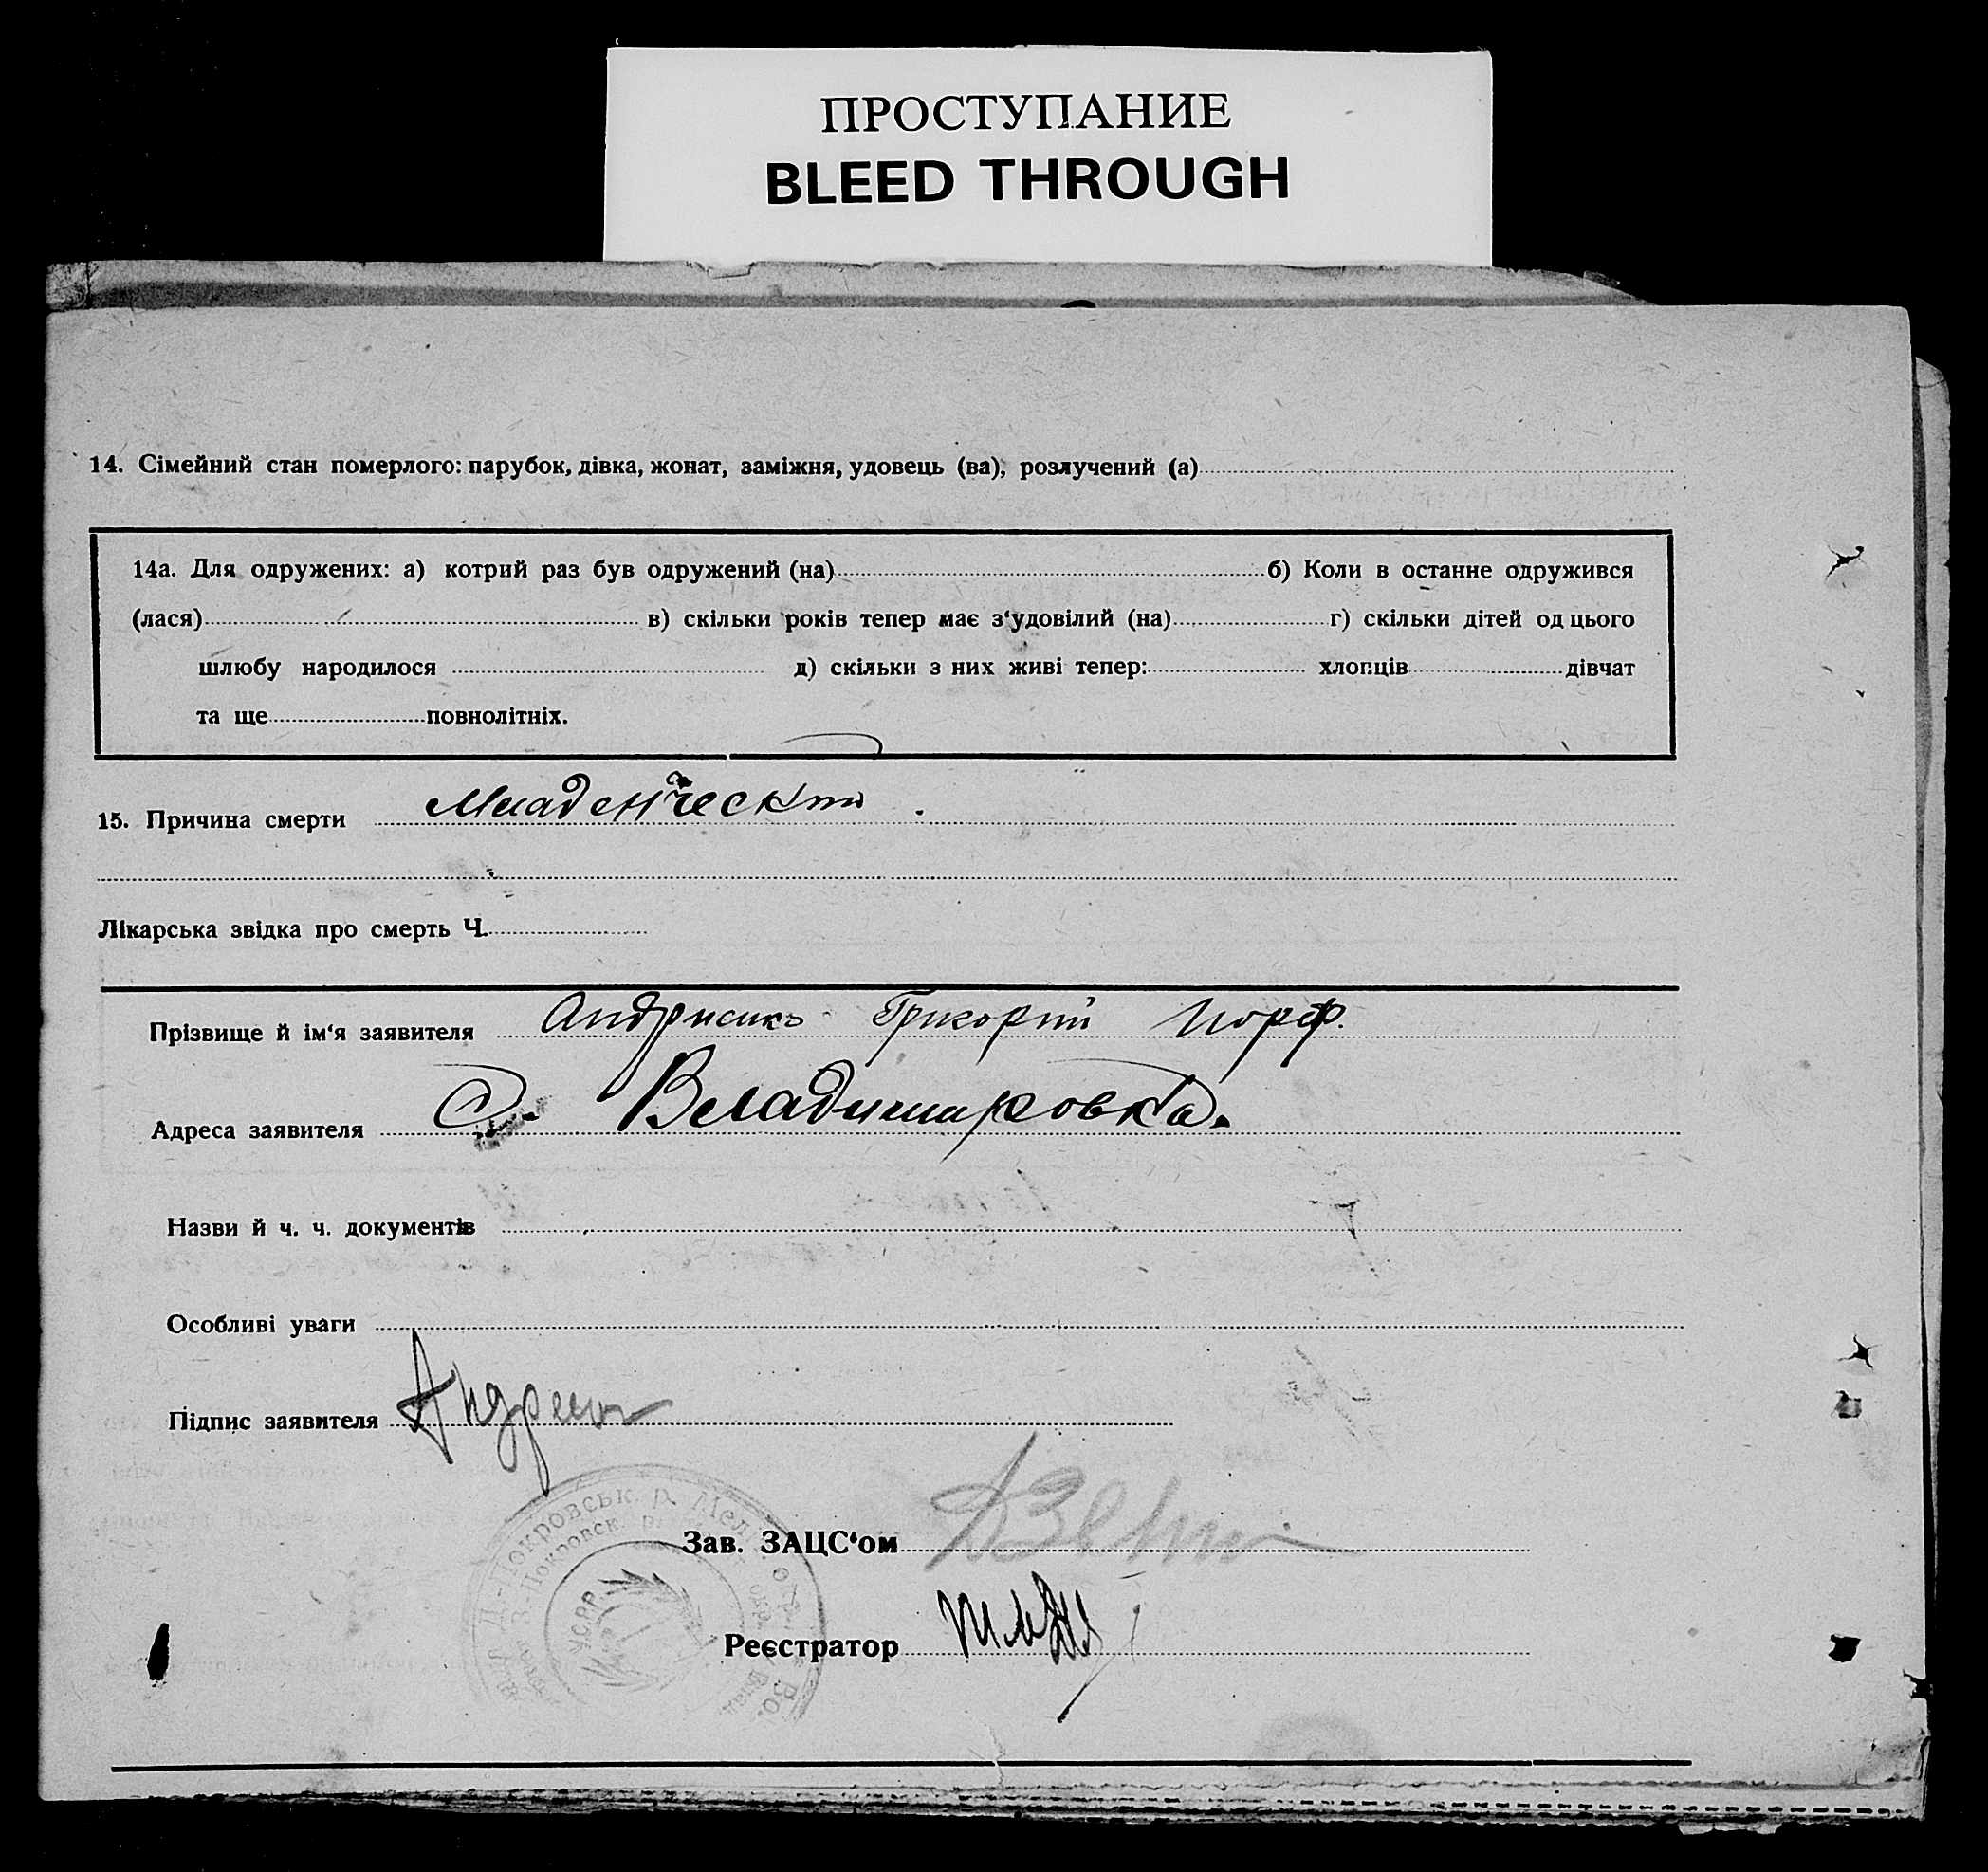 ПРОСТУПАНИЕ
BLEED THROUGH
14. Сімейний стан померлого: парубок, дівка, жонат, заміжня, удовець (ва), розлучений (а)
14а. Для одружених: а) котрий раз був одружений (на) б) Коли в останне одружився
(лася) в) скільки років тепер має з‘удовілий (на) г) скільки дітей од цього
шлюбу народилося д) скільки з них живі тепер: хлопців дівчат
та ще повнолітніх.
15. Причина смерти
Лікарська звідка про смерть Ч.
Прізвище й ім‘я заявителя Григорій
Адреса заявителя с. Владимировка.
Назви й ч. ч. документів
Особливі уваги
Підпис заявителя
Зав. ЗАЦС‘ом
Реєстратор
УСРР